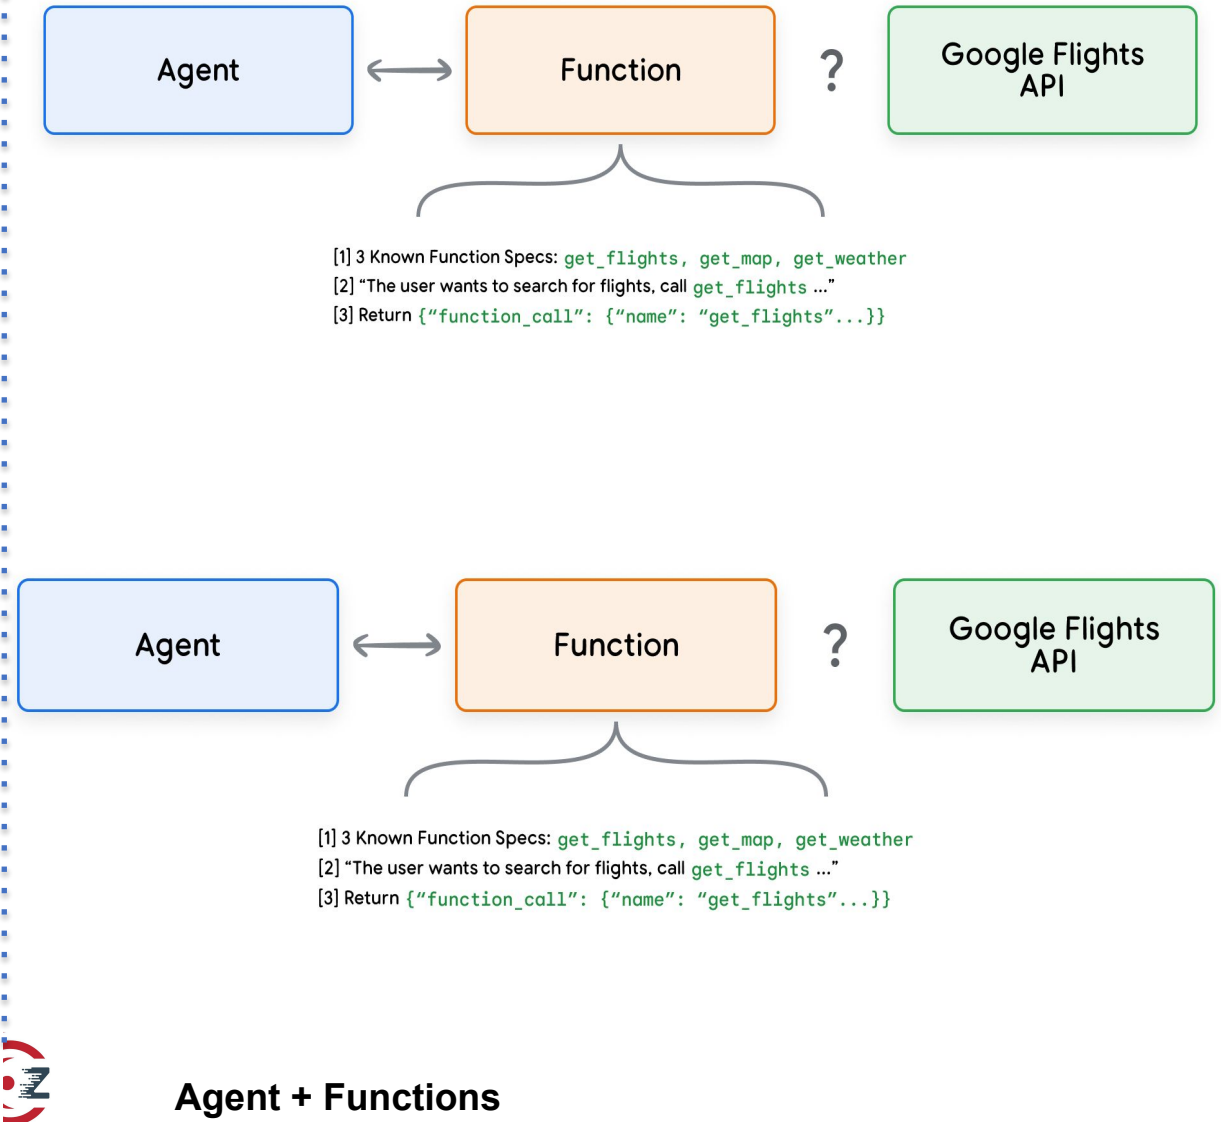 Agent
Function
?
Google Flights
API
[1] 3 Known Function Specs: get_flights, get_map, get_weather
[2] “The user wants to search for flights, call get_flights ...”
[3] Return {“function_call”: {“name”: “get_flights”...}}
Agent
Function
?
Google Flights
API
[1] 3 Known Function Specs: get_flights, get_map, get_weather
[2] “The user wants to search for flights, call get_flights ...”
[3] Return {“function_call”: {“name”: “get_flights”...}}
Z
Agent + Functions